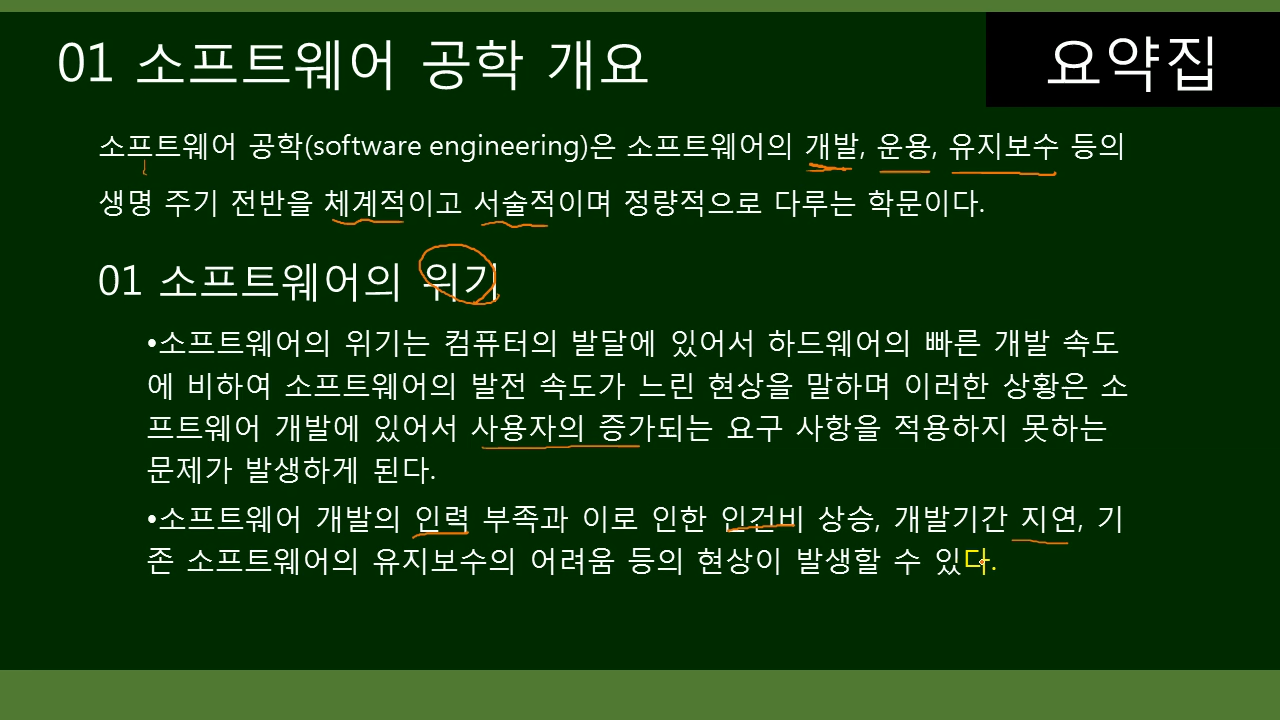 01 소프트웨어 공학 개요
요약집
소프트웨어 공학(software engineering)은 소프트웨어의 개발, 운용, 유지보수 등의
생명 주기 전반을 체계적이고 서술적이며 정량적으로 다루는 학문이다.
01 소프트웨어의 위기
•소프트웨어의 위기는 컴퓨터의 발달에 있어서 하드웨어의 빠른 개발 속도
에 비하여 소프트웨어의 발전 속도가 느린 현상을 말하며 이러한 상황은 소
프트웨어 개발에 있어서 사용자의 증가되는 요구 사항을 적용하지 못하는
문제가 발생하게 된다.
•소프트웨어 개발의 인력 부족과 이로 인한 인건비 상승, 개발기간 지연, 기
존 소프트웨어의 유지보수의 어려움 등의 현상이 발생할 수 있다.